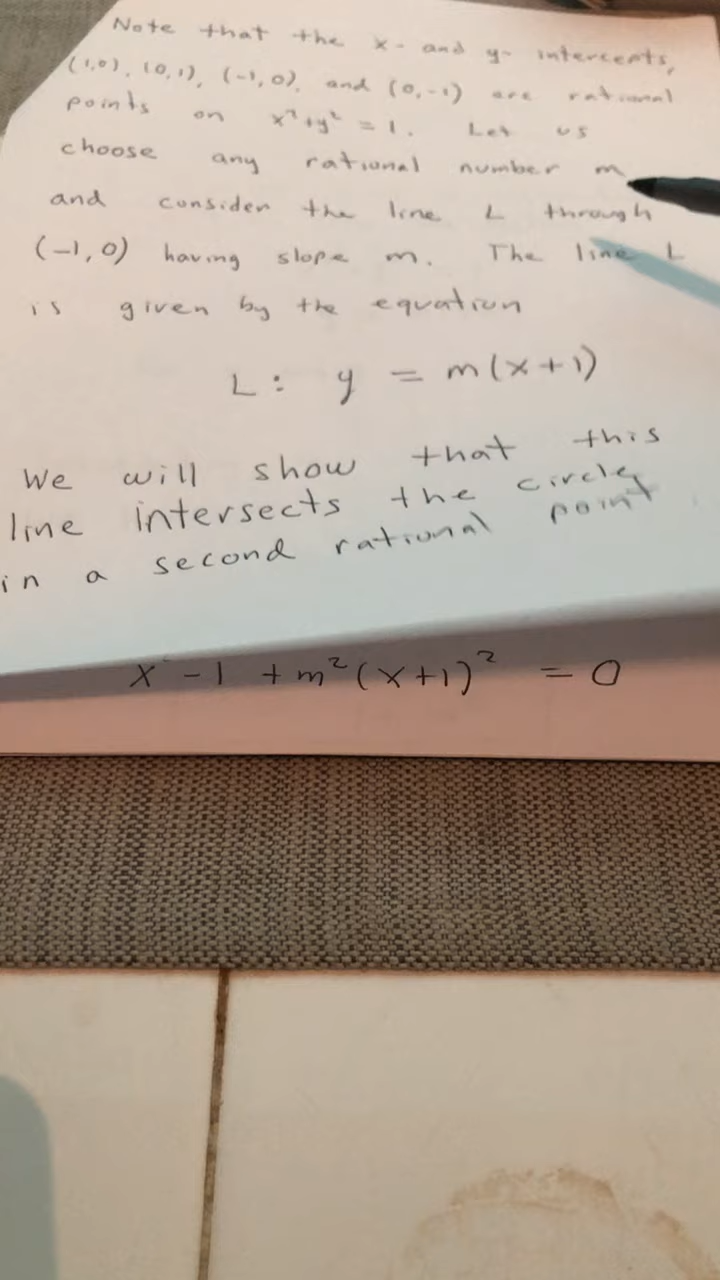 Note that the x- and y- intercepts,
(1,0), (0,1), (-1,0), and (0,-1) are rational
points on x²+y² = 1. Let us
choose any rational number m
and consider the line L through
(-1,0) having slope m. The line L
is given by the equation
L: y = m(x+1)
We will show that this
line intersects the circle
in a second rational point
x -1 + m²(x+1)² = 0